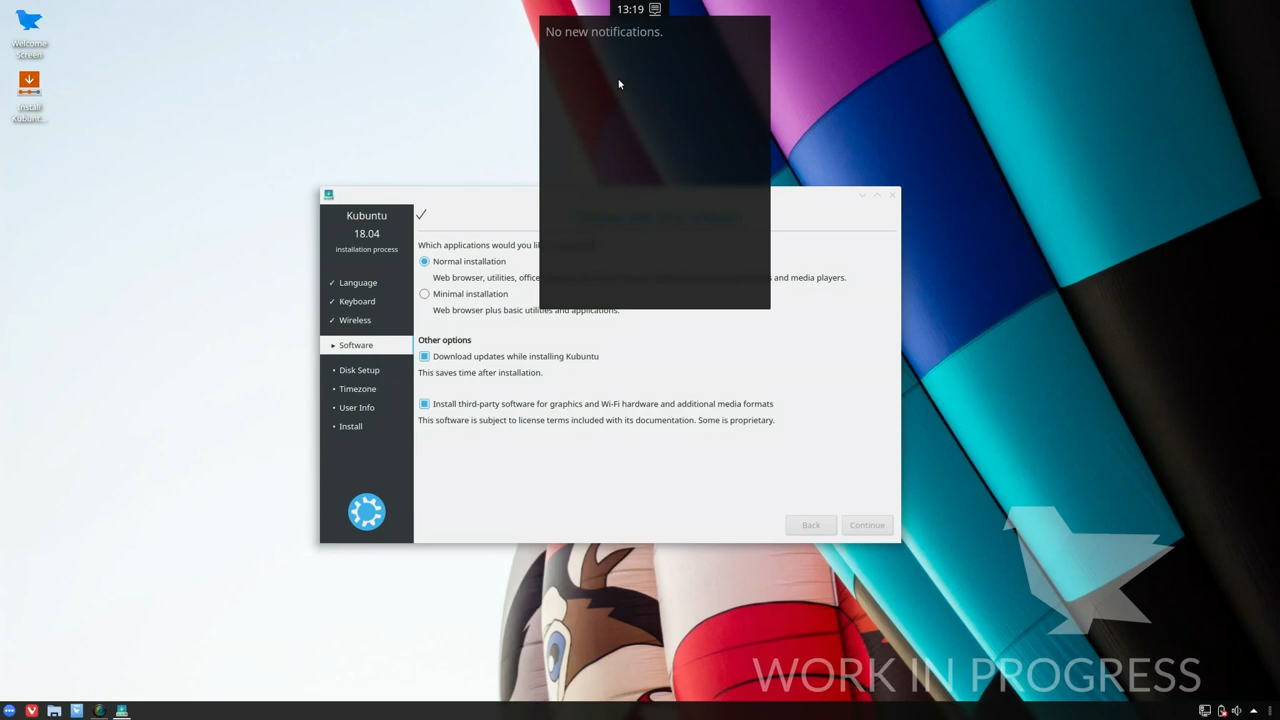 13:19
No new notifications.
Welcome
Screen
Install
Kubunt...
Kubuntu
18.04
installation process
✓ Language
✓ Keyboard
✓ Wireless
▸ Software
• Disk Setup
• Timezone
• User Info
• Install
Which applications would you li
Normal installation
Web browser, utilities, office and media players.
Minimal installation
Web browser plus basic utilities and applications.
Other options
Download updates while installing Kubuntu
This saves time after installation.
Install third-party software for graphics and Wi-Fi hardware and additional media formats
This software is subject to license terms included with its documentation. Some is proprietary.
Back
Continue
WORK IN PROGRESS